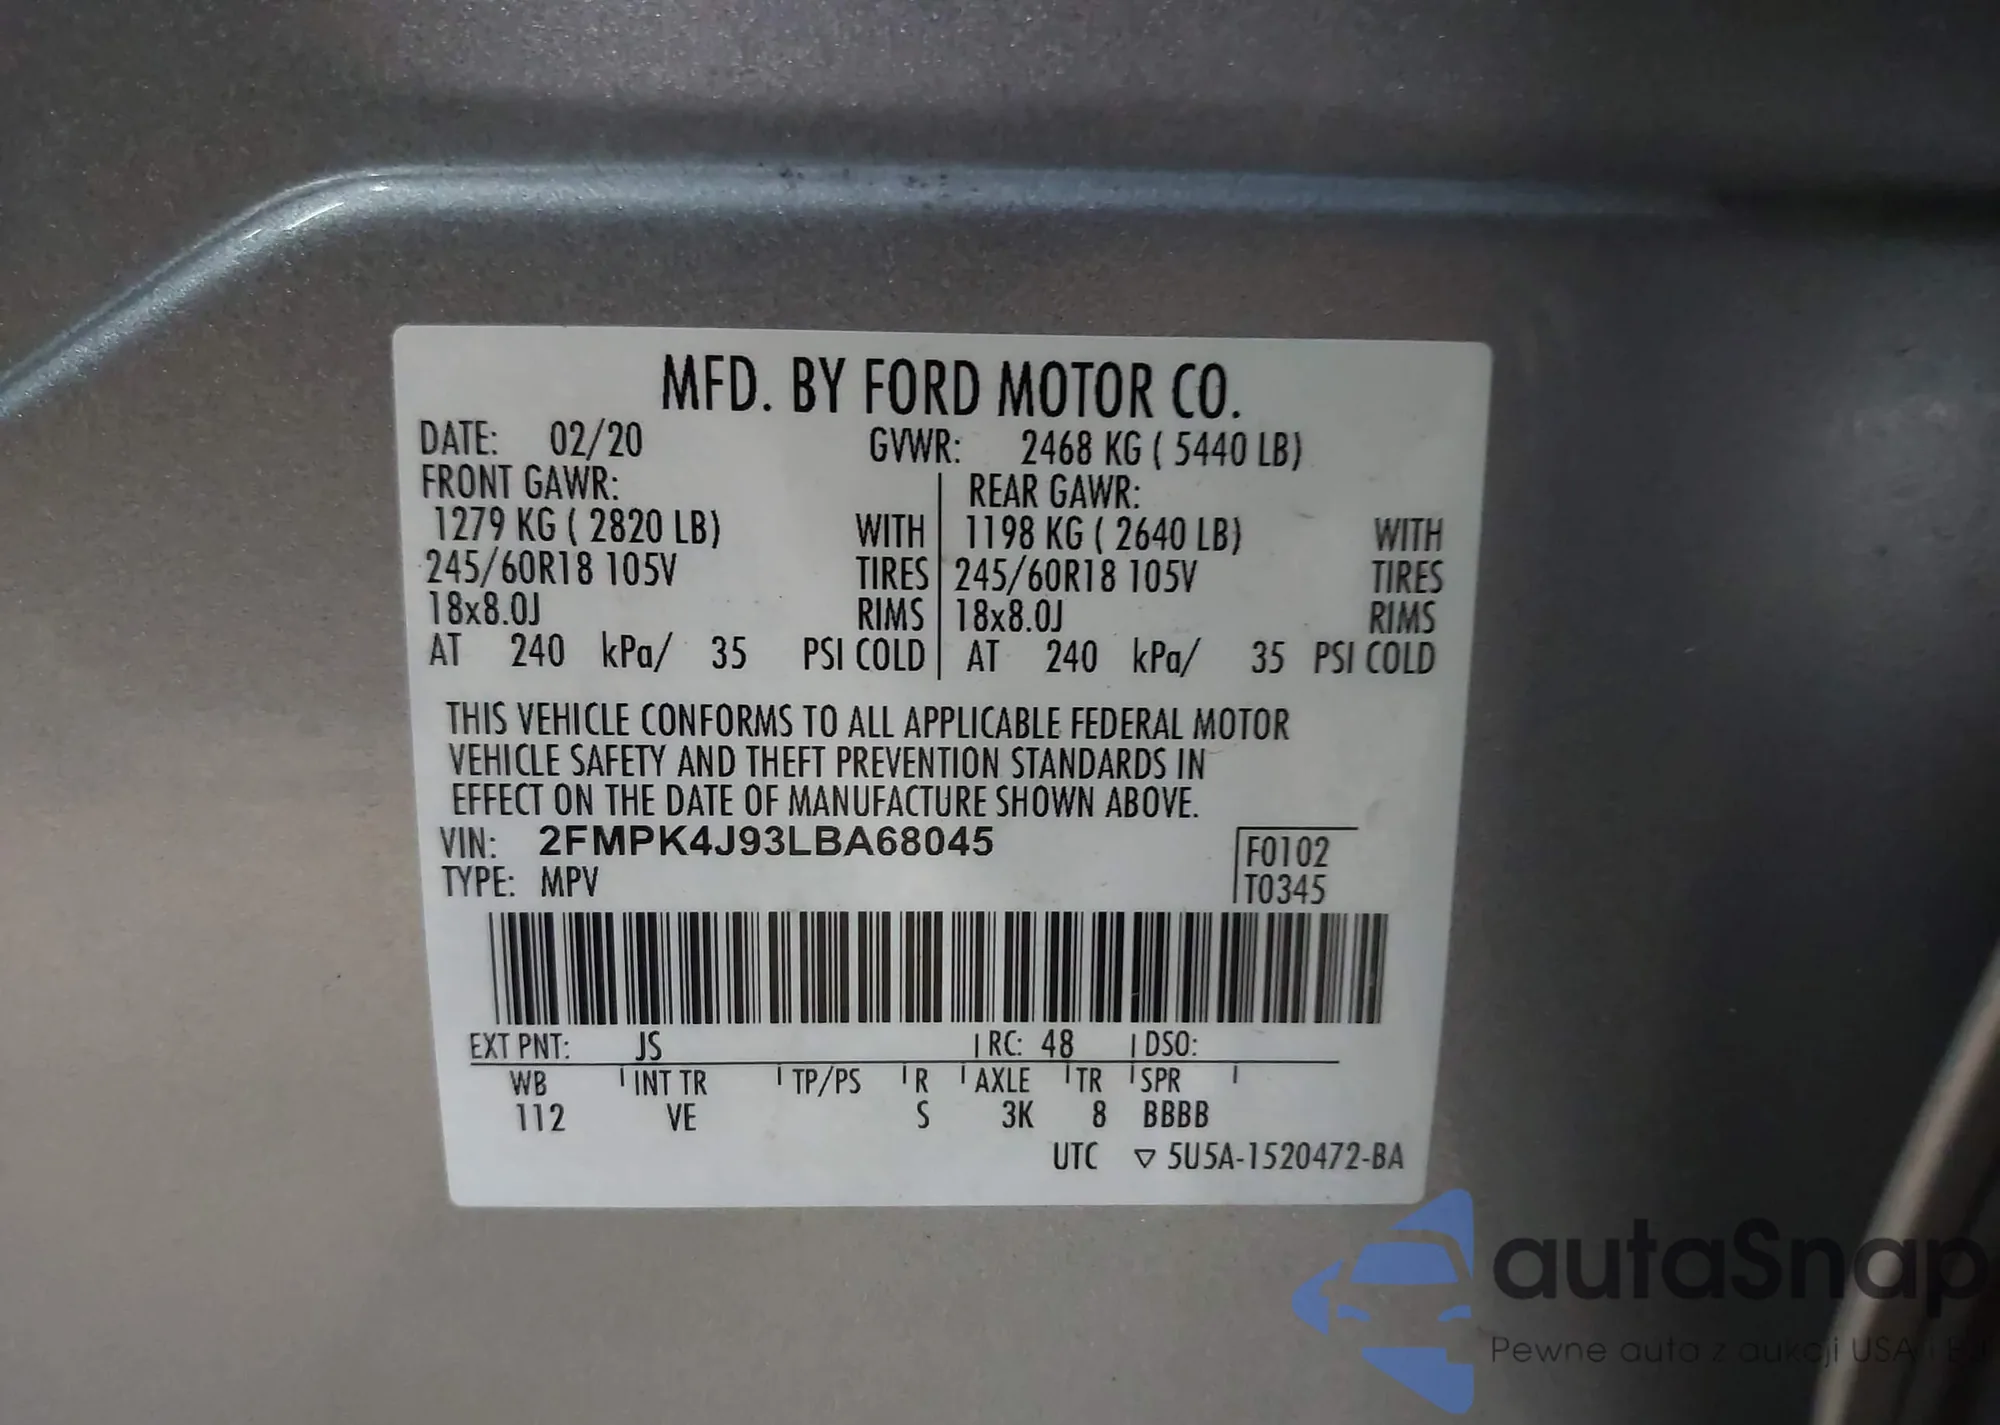 MFD. BY FORD MOTOR CO.
DATE: 02/20 GVWR: 2468 KG ( 5440 LB)
FRONT GAWR: REAR GAWR:
1279 KG ( 2820 LB) WITH 1198 KG ( 2640 LB) WITH
245/60R18 105V TIRES 245/60R18 105V TIRES
18x8.0J RIMS 18x8.0J RIMS
AT 240 kPa/ 35 PSI COLD AT 240 kPa/ 35 PSI COLD
THIS VEHICLE CONFORMS TO ALL APPLICABLE FEDERAL MOTOR
VEHICLE SAFETY AND THEFT PREVENTION STANDARDS IN
EFFECT ON THE DATE OF MANUFACTURE SHOWN ABOVE.
VIN: 2FMPK4J93LBA68045 F0102
TYPE: MPV T0345
EXT PNT: JS RC: 48 DSO:
WB INT TR TP/PS R AXLE TR SPR
112 VE S 3K 8 BBBB
UTC ▽ 5U5A-1520472-BA
autaSnap
Pewne auto z aukcji USA i EU